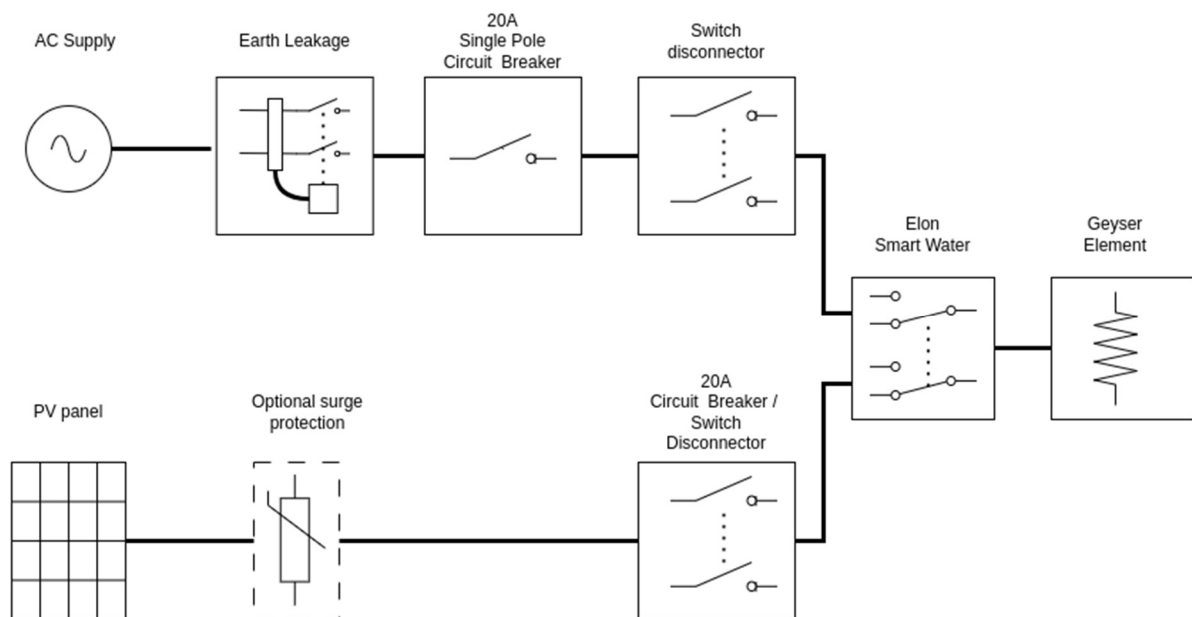 AC Supply
Earth Leakage
20A
Single Pole
Circuit Breaker
Switch
disconnector
Elon
Smart Water
Geyser
Element
PV panel
Optional surge
protection
20A
Circuit Breaker /
Switch
Disconnector